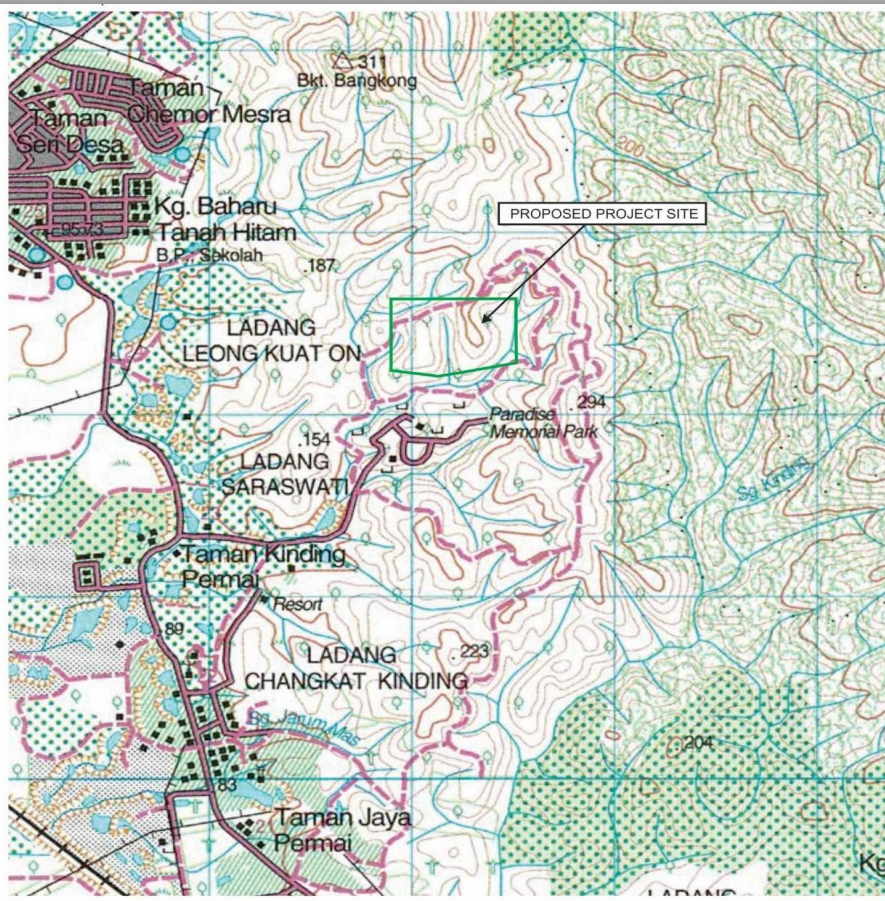 311
Bkt. Bangkong
Taman
Chemor Mesra
Taman
Seri Desa
200
Kg. Baharu
Tanah Hitam
B.P., Sekolah
PROPOSED PROJECT SITE
.187
LADANG
LEONG KUAT ON
.294
Paradise
Memorial Park
.154
LADANG
SARASWATI
Sg. Kinding
Taman Kinding
Permai
Resort
.89
LADANG
CHANGKAT KINDING
.223
Sg. Jarum Mas
.204
83
Taman Jaya
Permai
Kg
LADANG